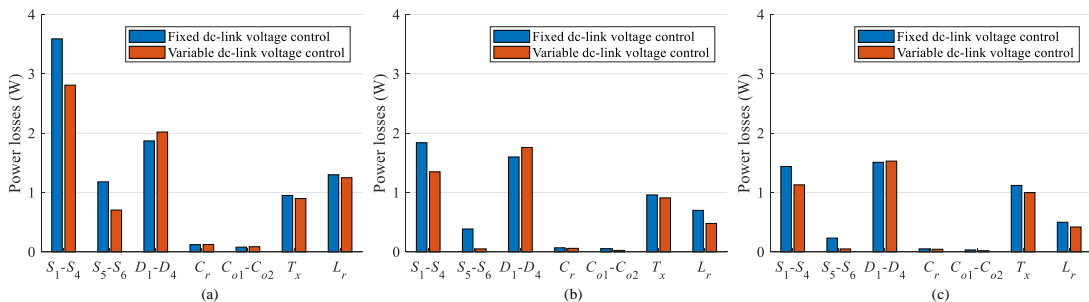 Power losses (W)
4
3
2
1
0
Fixed dc-link voltage control
Variable dc-link voltage control
S1-S4 S5-S6 D1-D4 Cr Co1-Co2 Tx Lr
(a)
Power losses (W)
4
3
2
1
0
Fixed dc-link voltage control
Variable dc-link voltage control
S1-S4 S5-S6 D1-D4 Cr Co1-Co2 Tx Lr
(b)
Power losses (W)
4
3
2
1
0
Fixed dc-link voltage control
Variable dc-link voltage control
S1-S4 S5-S6 D1-D4 Cr Co1-Co2 Tx Lr
(c)